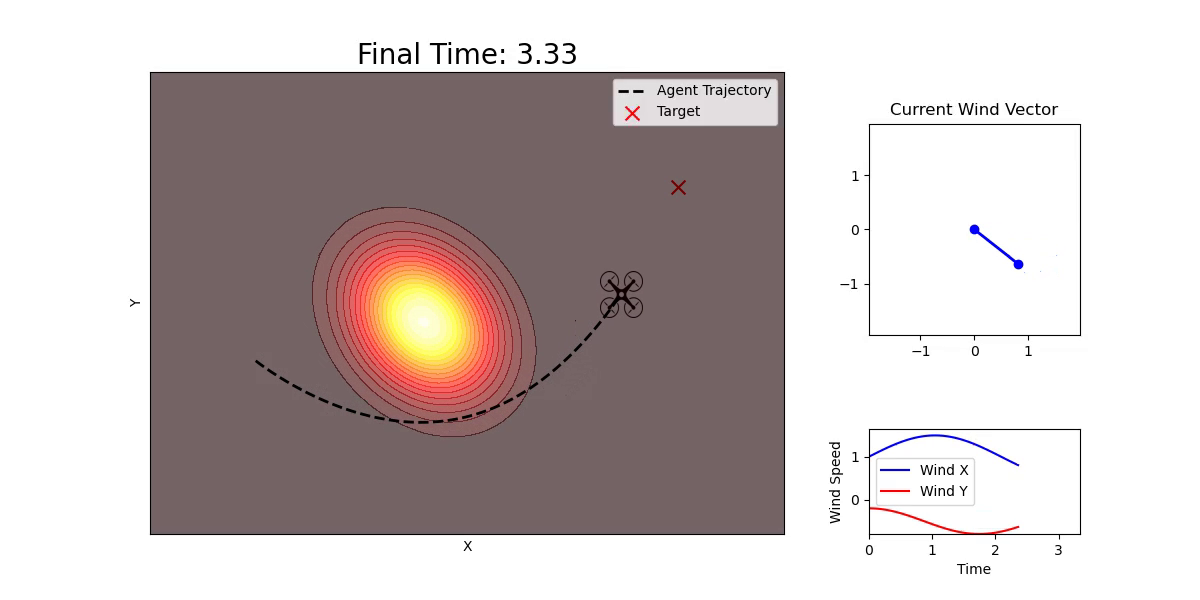 Final Time: 3.33
Agent Trajectory
Target
Y
X
Current Wind Vector
1
0
−1
−1
0
1
Wind Speed
1
0
Wind X
Wind Y
0
1
2
3
Time